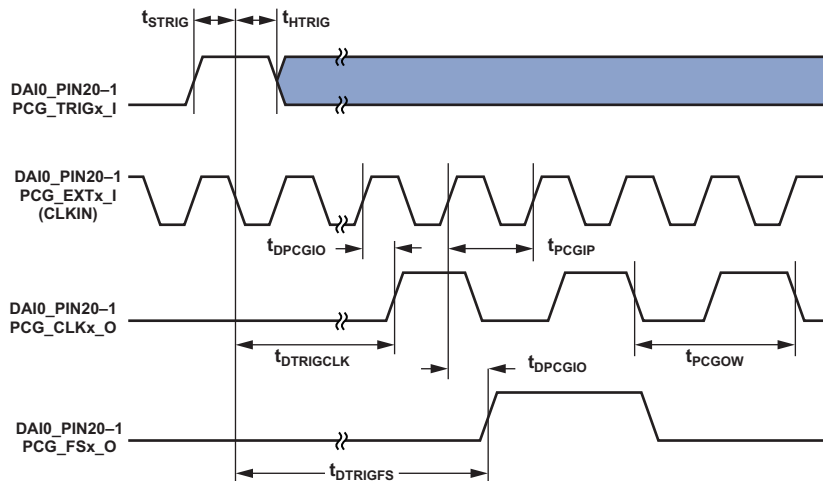 tSTRIG
tHTRIG
DAI0_PIN20–1
PCG_TRIGx_I
DAI0_PIN20–1
PCG_EXTx_I
(CLKIN)
tDPCGIO
tPCGIP
DAI0_PIN20–1
PCG_CLKx_O
tDTRIGCLK
tDPCGIO
tPCGOW
DAI0_PIN20–1
PCG_FSx_O
tDTRIGFS